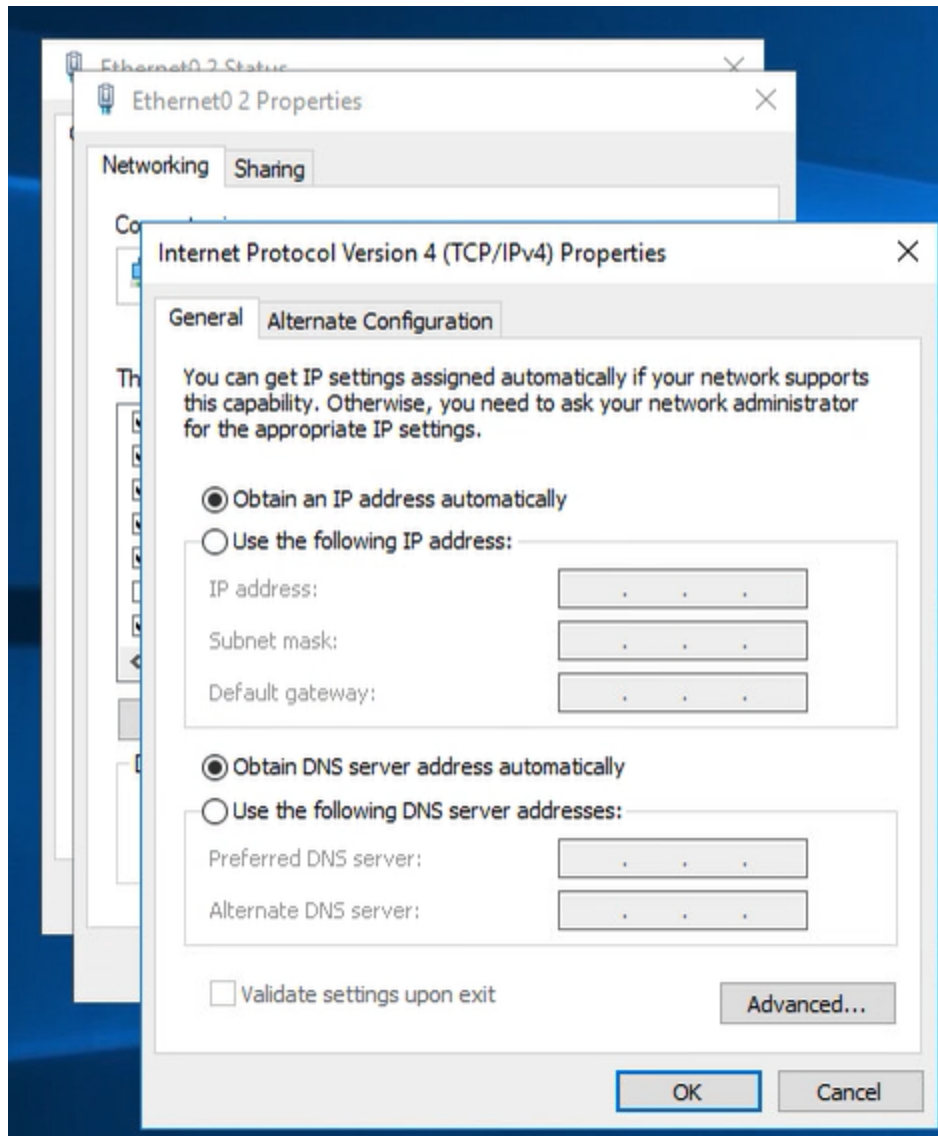 Ethernet0 2 Status
Ethernet0 2 Properties
Networking
Sharing
Internet Protocol Version 4 (TCP/IPv4) Properties
General
Alternate Configuration
You can get IP settings assigned automatically if your network supports
this capability. Otherwise, you need to ask your network administrator
for the appropriate IP settings.
Obtain an IP address automatically
Use the following IP address:
IP address:
Subnet mask:
Default gateway:
Obtain DNS server address automatically
Use the following DNS server addresses:
Preferred DNS server:
Alternate DNS server:
Validate settings upon exit
Advanced...
OK
Cancel